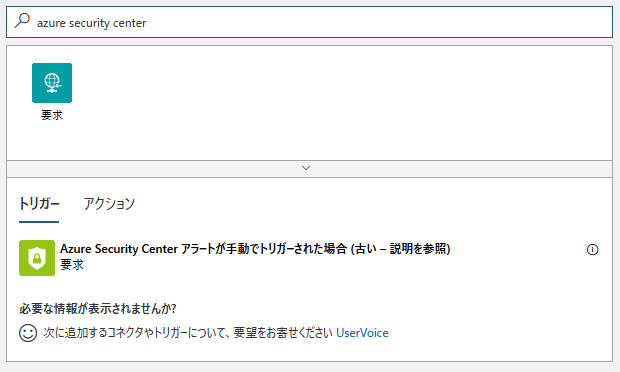 azure security center
要求
トリガー アクション
Azure Security Center アラートが手動でトリガーされた場合 (古い – 説明を参照)
要求
必要な情報が表示されませんか?
次に追加するコネクタやトリガーについて、要望をお寄せください UserVoice